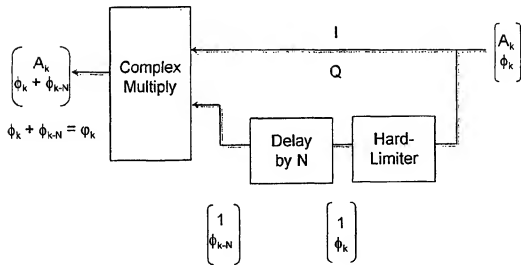 I
Q
A_k
ϕ_k
Complex
Multiply
A_k
ϕ_k + ϕ_k-N
ϕ_k + ϕ_k-N = φ_k
Delay
by N
Hard-
Limiter
1
ϕ_k-N
1
ϕ_k